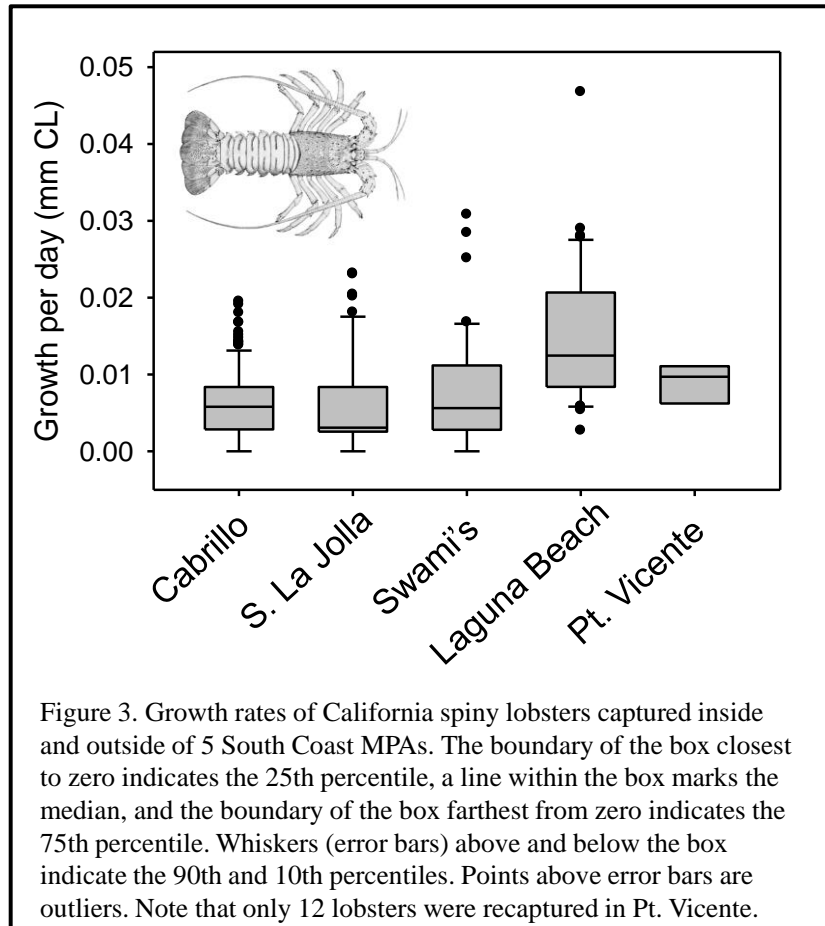 0.05
0.04
0.03
0.02
0.01
0.00
Growth per day (mm CL)
Cabrillo
S. La Jolla
Swami's
Laguna Beach
Pt. Vicente
Figure 3. Growth rates of California spiny lobsters captured inside
and outside of 5 South Coast MPAs. The boundary of the box closest
to zero indicates the 25th percentile, a line within the box marks the
median, and the boundary of the box farthest from zero indicates the
75th percentile. Whiskers (error bars) above and below the box
indicate the 90th and 10th percentiles. Points above error bars are
outliers. Note that only 12 lobsters were recaptured in Pt. Vicente.